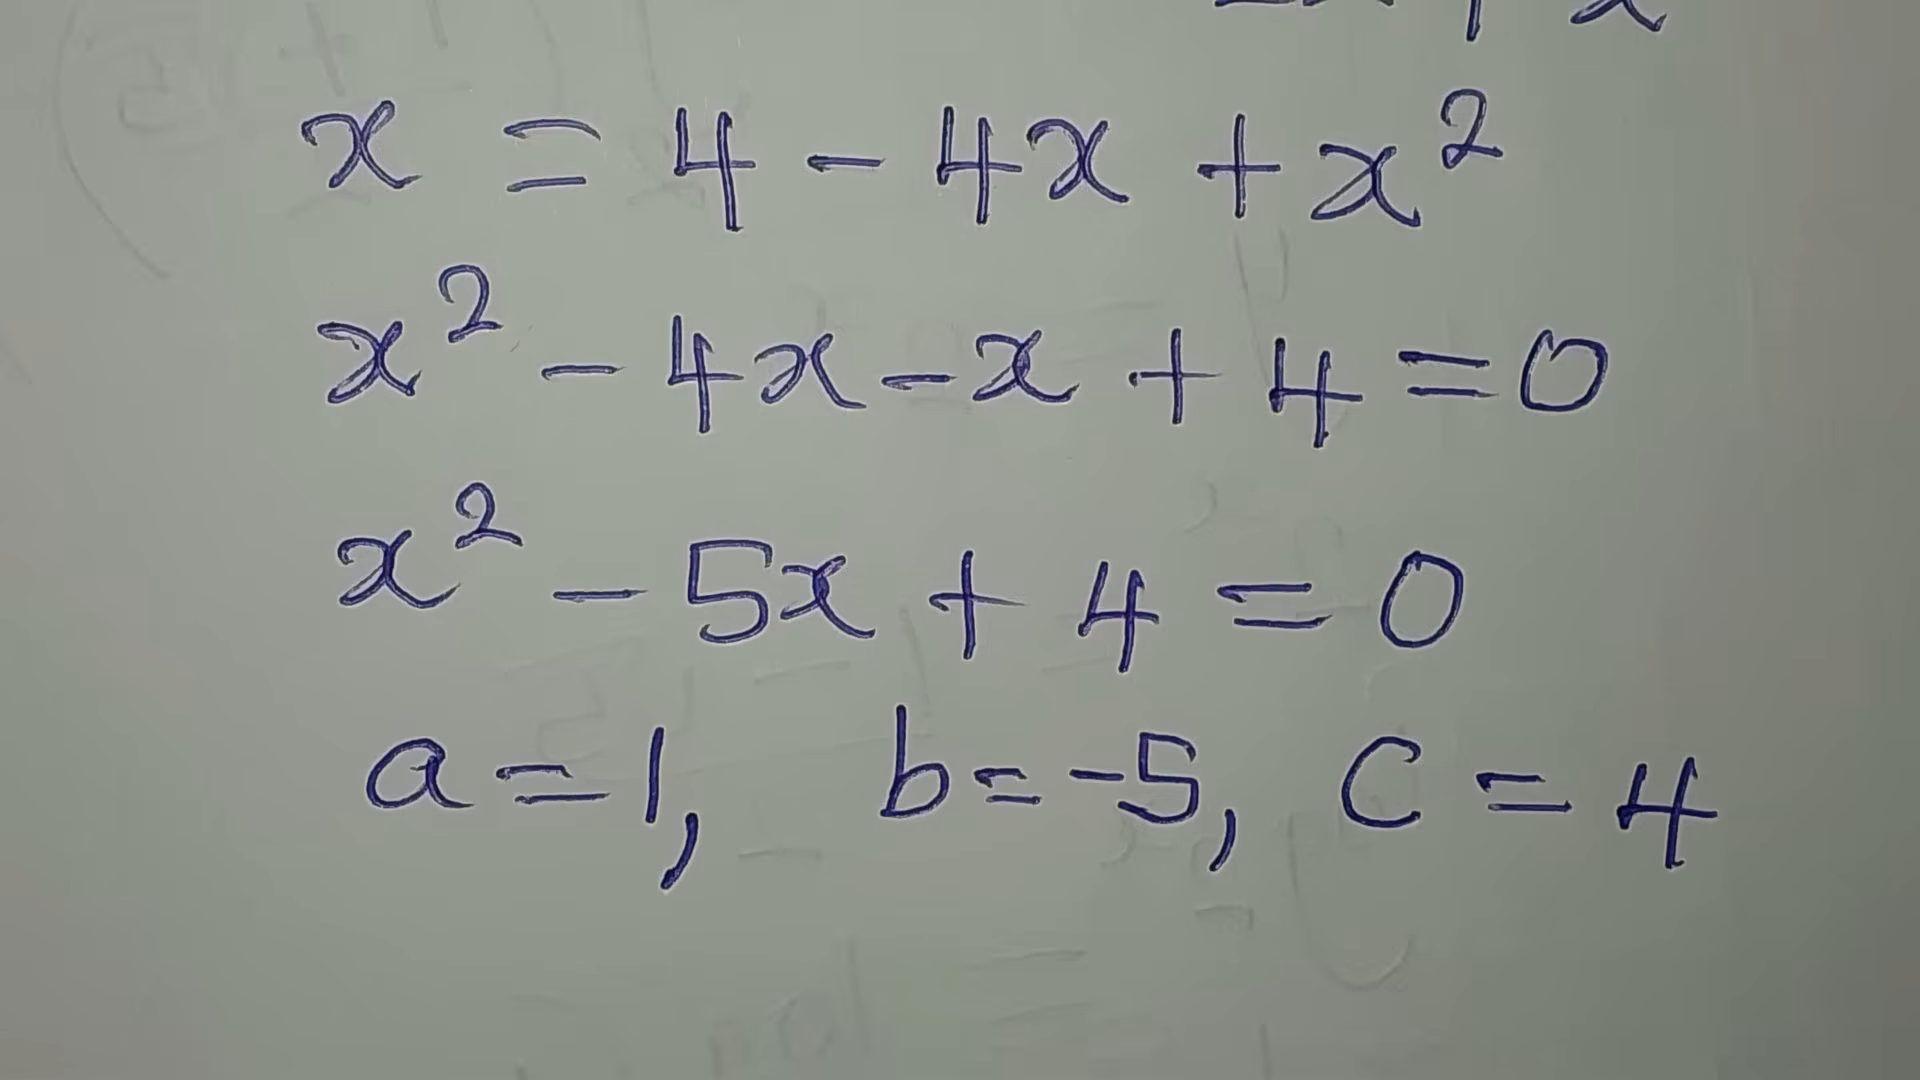 x = 4 - 4x + x²
x² - 4x - x + 4 = 0
x² - 5x + 4 = 0
a = 1, b = -5, c = 4